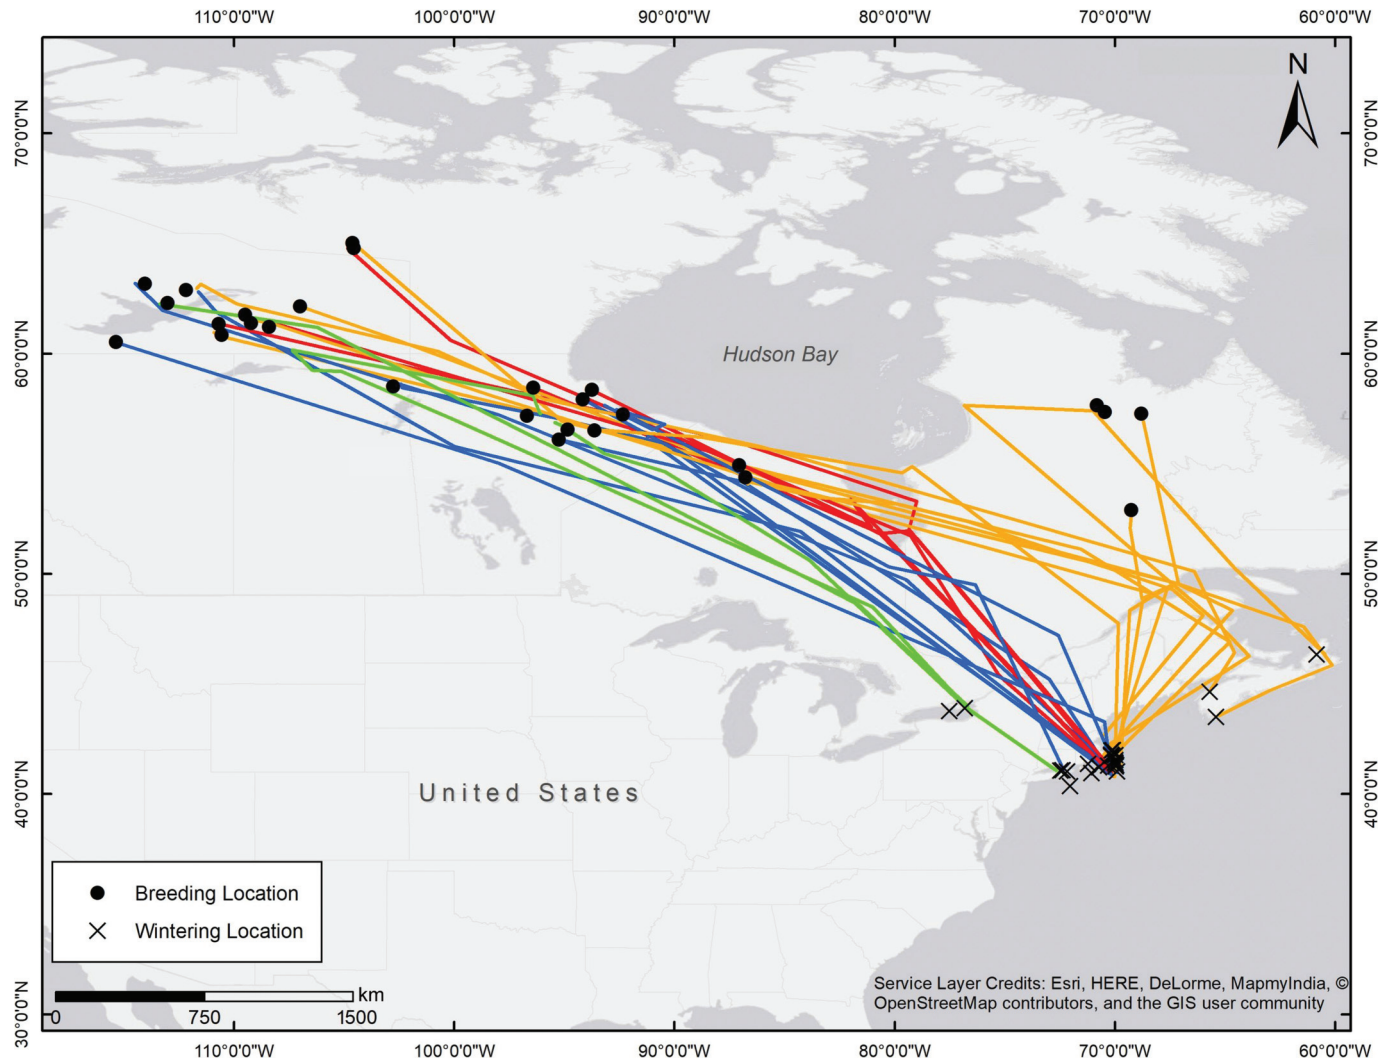 110°0'0"W 100°0'0"W 90°0'0"W 80°0'0"W 70°0'0"W 60°0'0"W
N
70°0'0"N 70°0'0"N
60°0'0"N 60°0'0"N
Hudson Bay
50°0'0"N 50°0'0"N
40°0'0"N 40°0'0"N
United States
Breeding Location
Wintering Location
Service Layer Credits: Esri, HERE, DeLorme, MapmyIndia, ©
OpenStreetMap contributors, and the GIS user community
km
0 750 1500
30°0'0"N 30°0'0"N
110°0'0"W 100°0'0"W 90°0'0"W 80°0'0"W 70°0'0"W 60°0'0"W